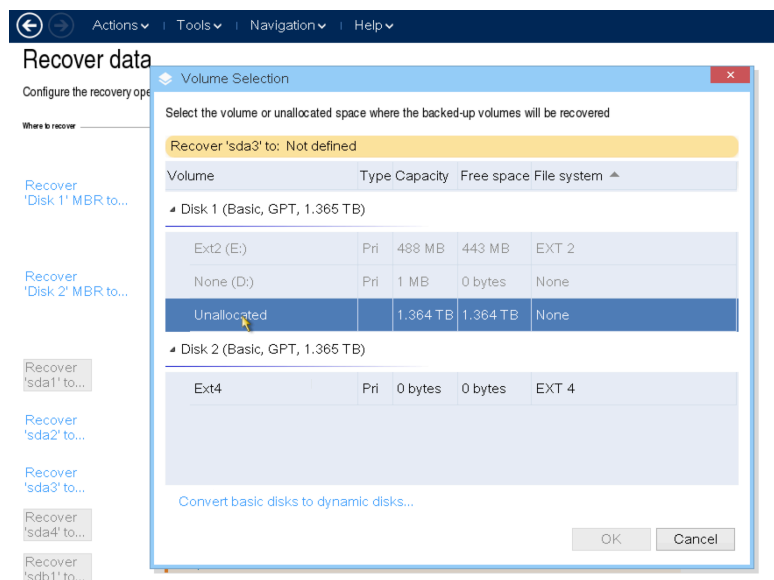 Actions Tools Navigation Help
Recover data
Configure the recovery ope
Where to recover
Recover
'Disk 1' MBR to...
Recover
'Disk 2' MBR to...
Recover
'sda1' to...
Recover
'sda2' to...
Recover
'sda3' to...
Recover
'sda4' to...
Recover
'sdb1' to...
Volume Selection
Select the volume or unallocated space where the backed-up volumes will be recovered
Recover 'sda3' to: Not defined
Volume Type Capacity Free space File system
Disk 1 (Basic, GPT, 1.365 TB)
Ext2 (E:) Pri 488 MB 443 MB EXT 2
None (D:) Pri 1 MB 0 bytes None
Unallocated 1.364 TB 1.364 TB None
Disk 2 (Basic, GPT, 1.365 TB)
Ext4 Pri 0 bytes 0 bytes EXT 4
Convert basic disks to dynamic disks...
OK Cancel